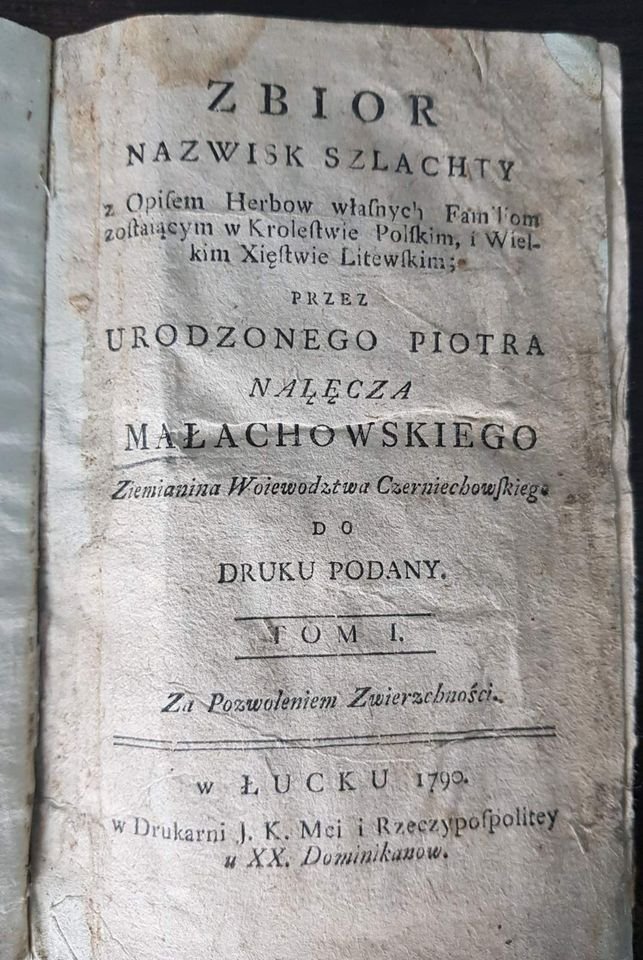 ZBIOR
NAZWISK SZLACHTY
z Opiſem Herbow własnych Familiom
zoſtaiącym w Kroleſtwie Polſkim, i Wiel-
kim Xięſtwie Litewſkim;
PRZEZ
URODZONEGO PIOTRA
NAŁĘCZA
MAŁACHOWSKIEGO
Ziemianina Woiewodztwa Czerniechowſkiego
DO
DRUKU PODANY.
TOM I.
Za Pozwoleniem Zwierzchności.
w ŁUCKU 1790.
w Drukarni J. K. Mci i Rzeczypoſpolitey
u XX. Dominikanow.